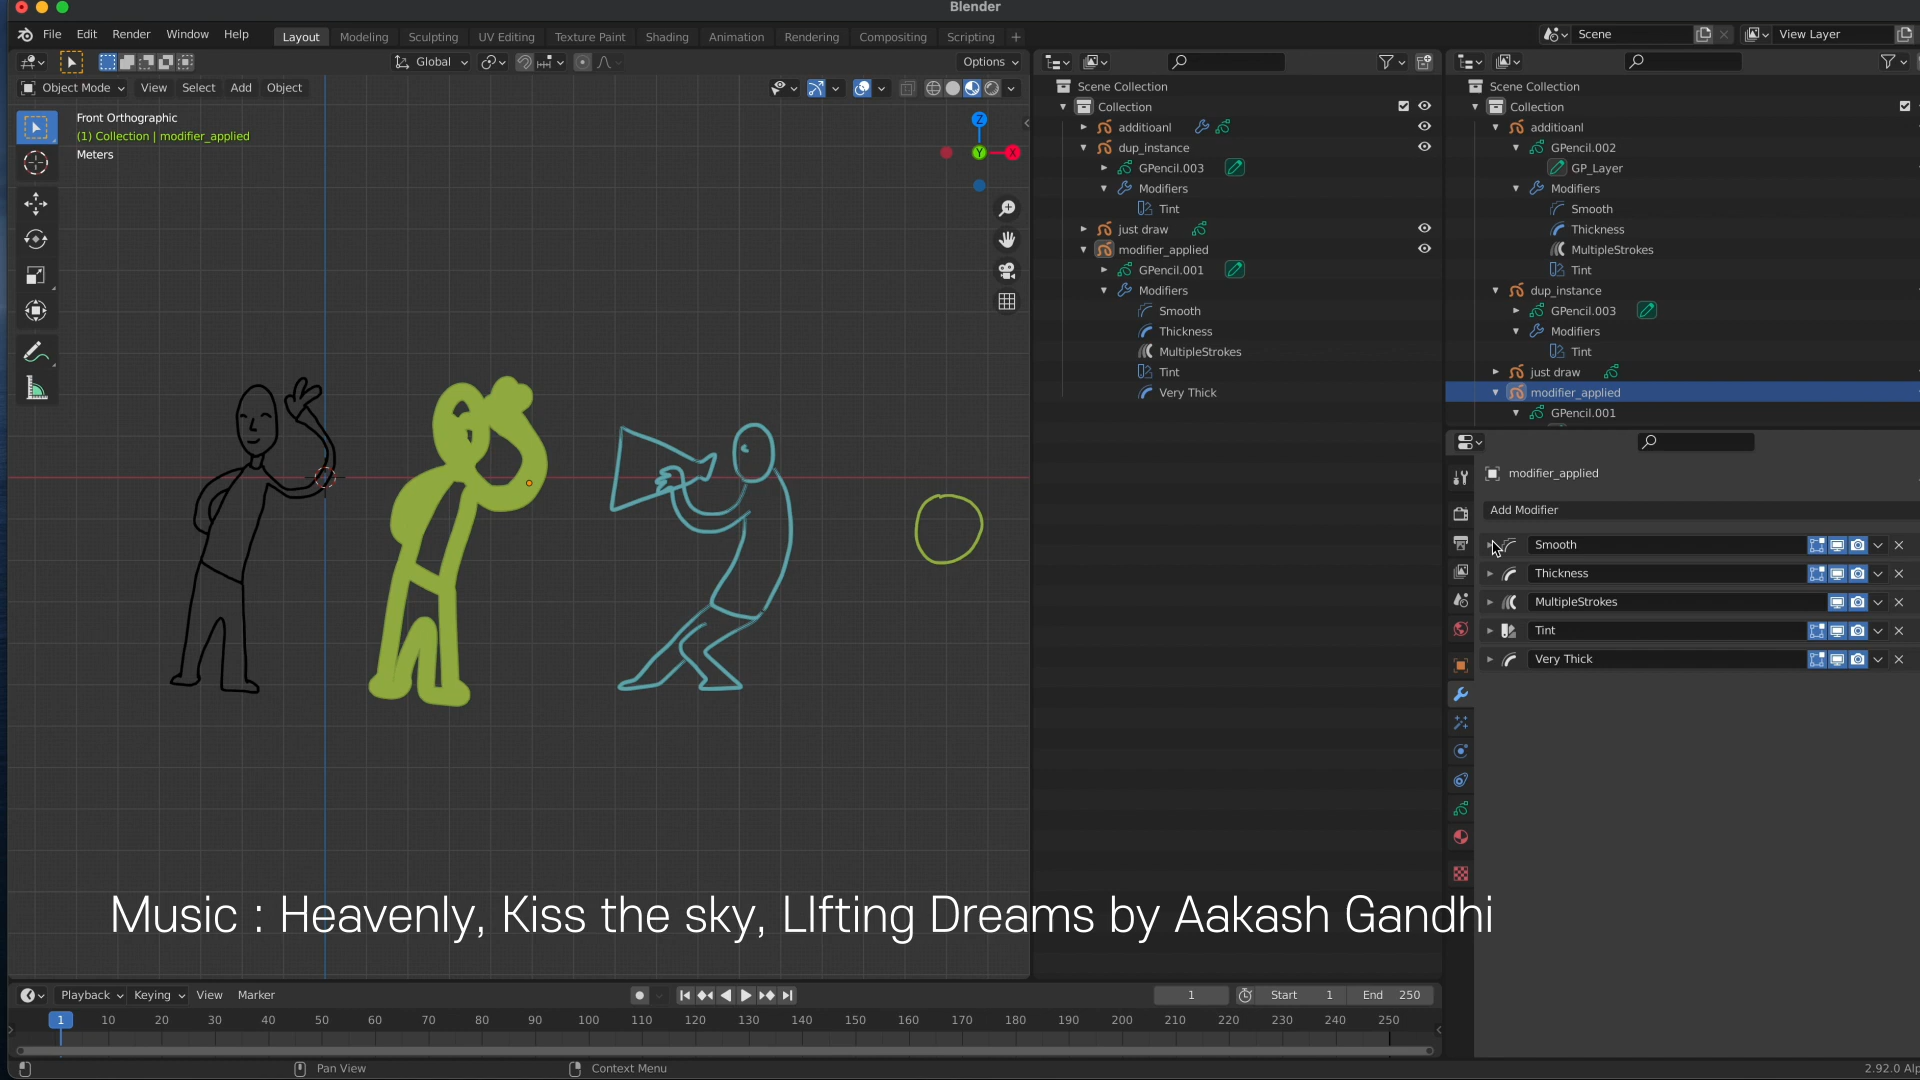 Blender
File Edit Render Window Help Layout Modeling Sculpting UV Editing Texture Paint Shading Animation Rendering Compositing Scripting + Scene View Layer
Global Options
Object Mode View Select Add Object
Front Orthographic
(1) Collection | modifier_applied
Meters
Z
Y
X
Scene Collection
Collection
additioanl
dup_instance
GPencil.003
Modifiers
Tint
just draw
modifier_applied
GPencil.001
Modifiers
Smooth
Thickness
MultipleStrokes
Tint
Very Thick
Scene Collection
Collection
additioanl
GPencil.002
GP_Layer
Modifiers
Smooth
Thickness
MultipleStrokes
Tint
dup_instance
GPencil.003
Modifiers
Tint
just draw
modifier_applied
GPencil.001
modifier_applied
Add Modifier
Smooth
Thickness
MultipleStrokes
Tint
Very Thick
Music : Heavenly, Kiss the sky, LIfting Dreams by Aakash Gandhi
Playback Keying View Marker 1 Start 1 End 250
1 10 20 30 40 50 60 70 80 90 100 110 120 130 140 150 160 170 180 190 200 210 220 230 240 250
Pan View Context Menu 2.92.0 Alp